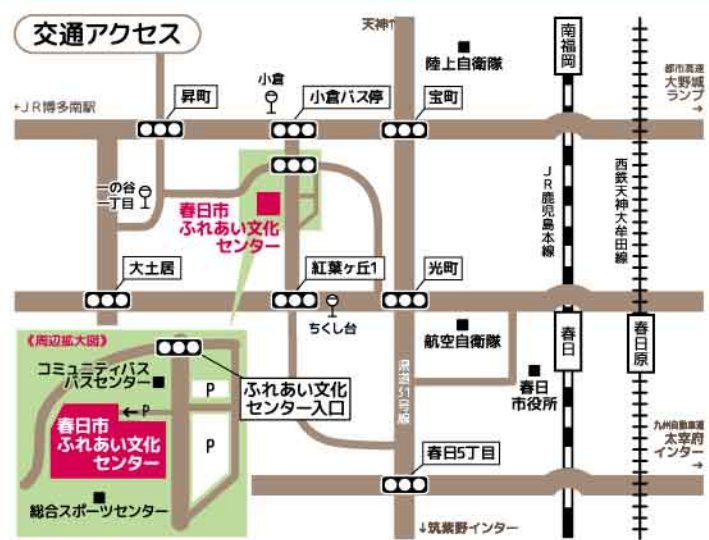 交通アクセス
天神↑
陸上自衛隊
南福岡
都市高速
大野城
ランプ
→
←JR博多南駅
昇町
小倉
小倉バス停
宝町
一の谷
一丁目
春日市
ふれあい文化
センター
JR鹿児島本線
西鉄天神大牟田線
大土居
紅葉ヶ丘1
光町
ちくし台
航空自衛隊
春日
春日原
県道31号線
春日
市役所
《周辺拡大図》
コミュニティバス
バスセンター
P
ふれあい文化
センター入口
←P
春日市
ふれあい文化
センター
P
総合スポーツセンター
春日5丁目
九州自動車道
太宰府
インター
→
↓筑紫野インター